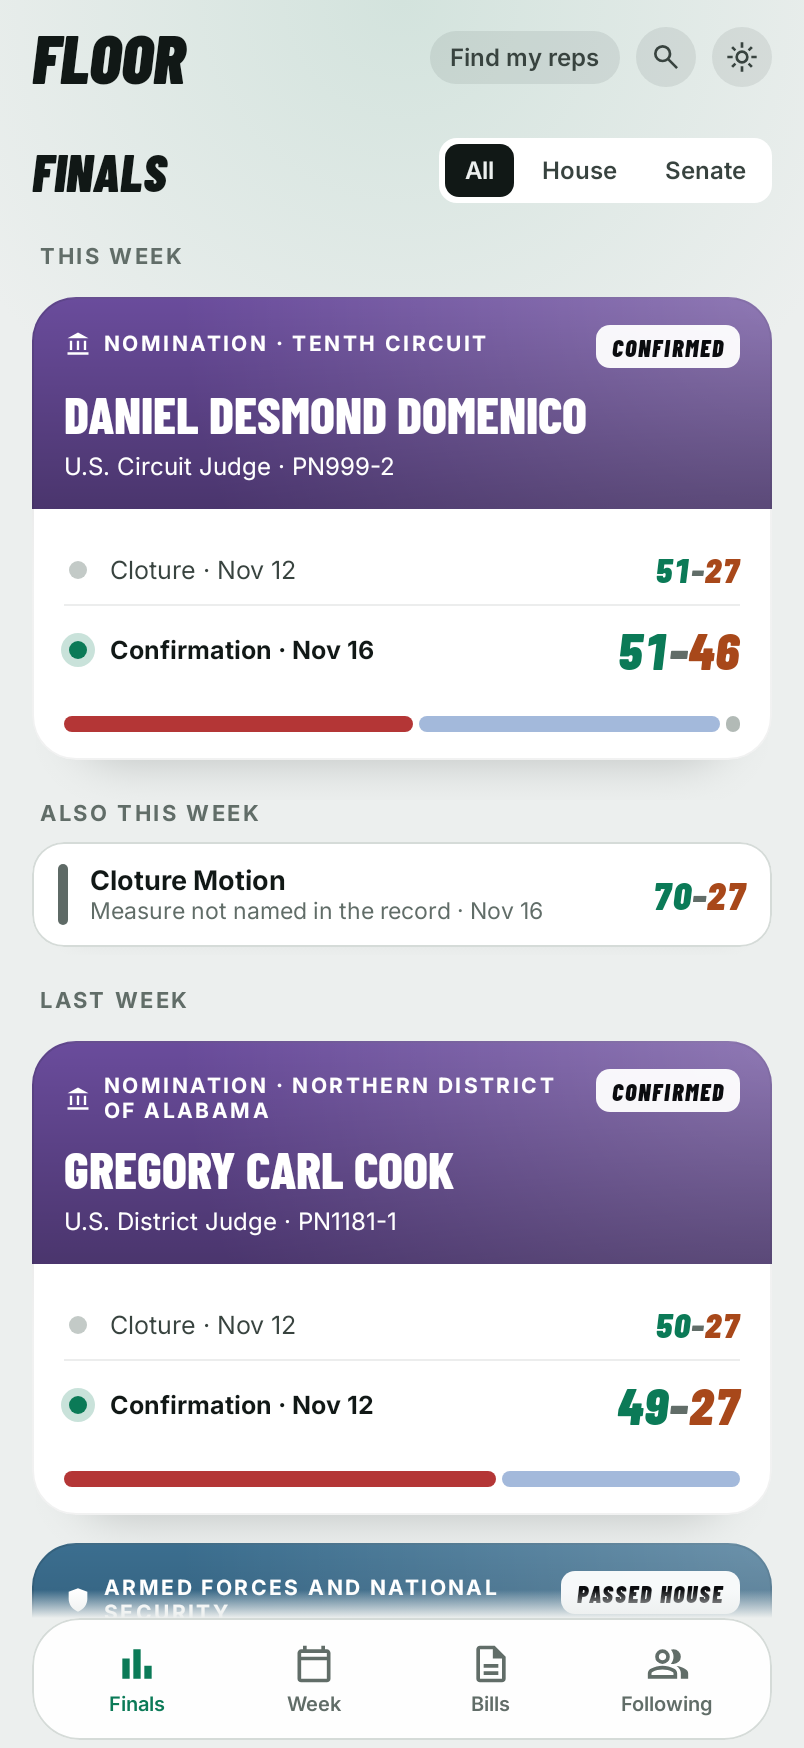 FLOOR
Find my reps
FINALS
All
House
Senate
THIS WEEK
NOMINATION · TENTH CIRCUIT
CONFIRMED
DANIEL DESMOND DOMENICO
U.S. Circuit Judge · PN999-2
Cloture · Nov 12
51-27
Confirmation · Nov 16
51-46
ALSO THIS WEEK
Cloture Motion
Measure not named in the record · Nov 16
70-27
LAST WEEK
NOMINATION · NORTHERN DISTRICT
OF ALABAMA
CONFIRMED
GREGORY CARL COOK
U.S. District Judge · PN1181-1
Cloture · Nov 12
50-27
Confirmation · Nov 12
49-27
ARMED FORCES AND NATIONAL
SECURITY
PASSED HOUSE
Finals
Week
Bills
Following